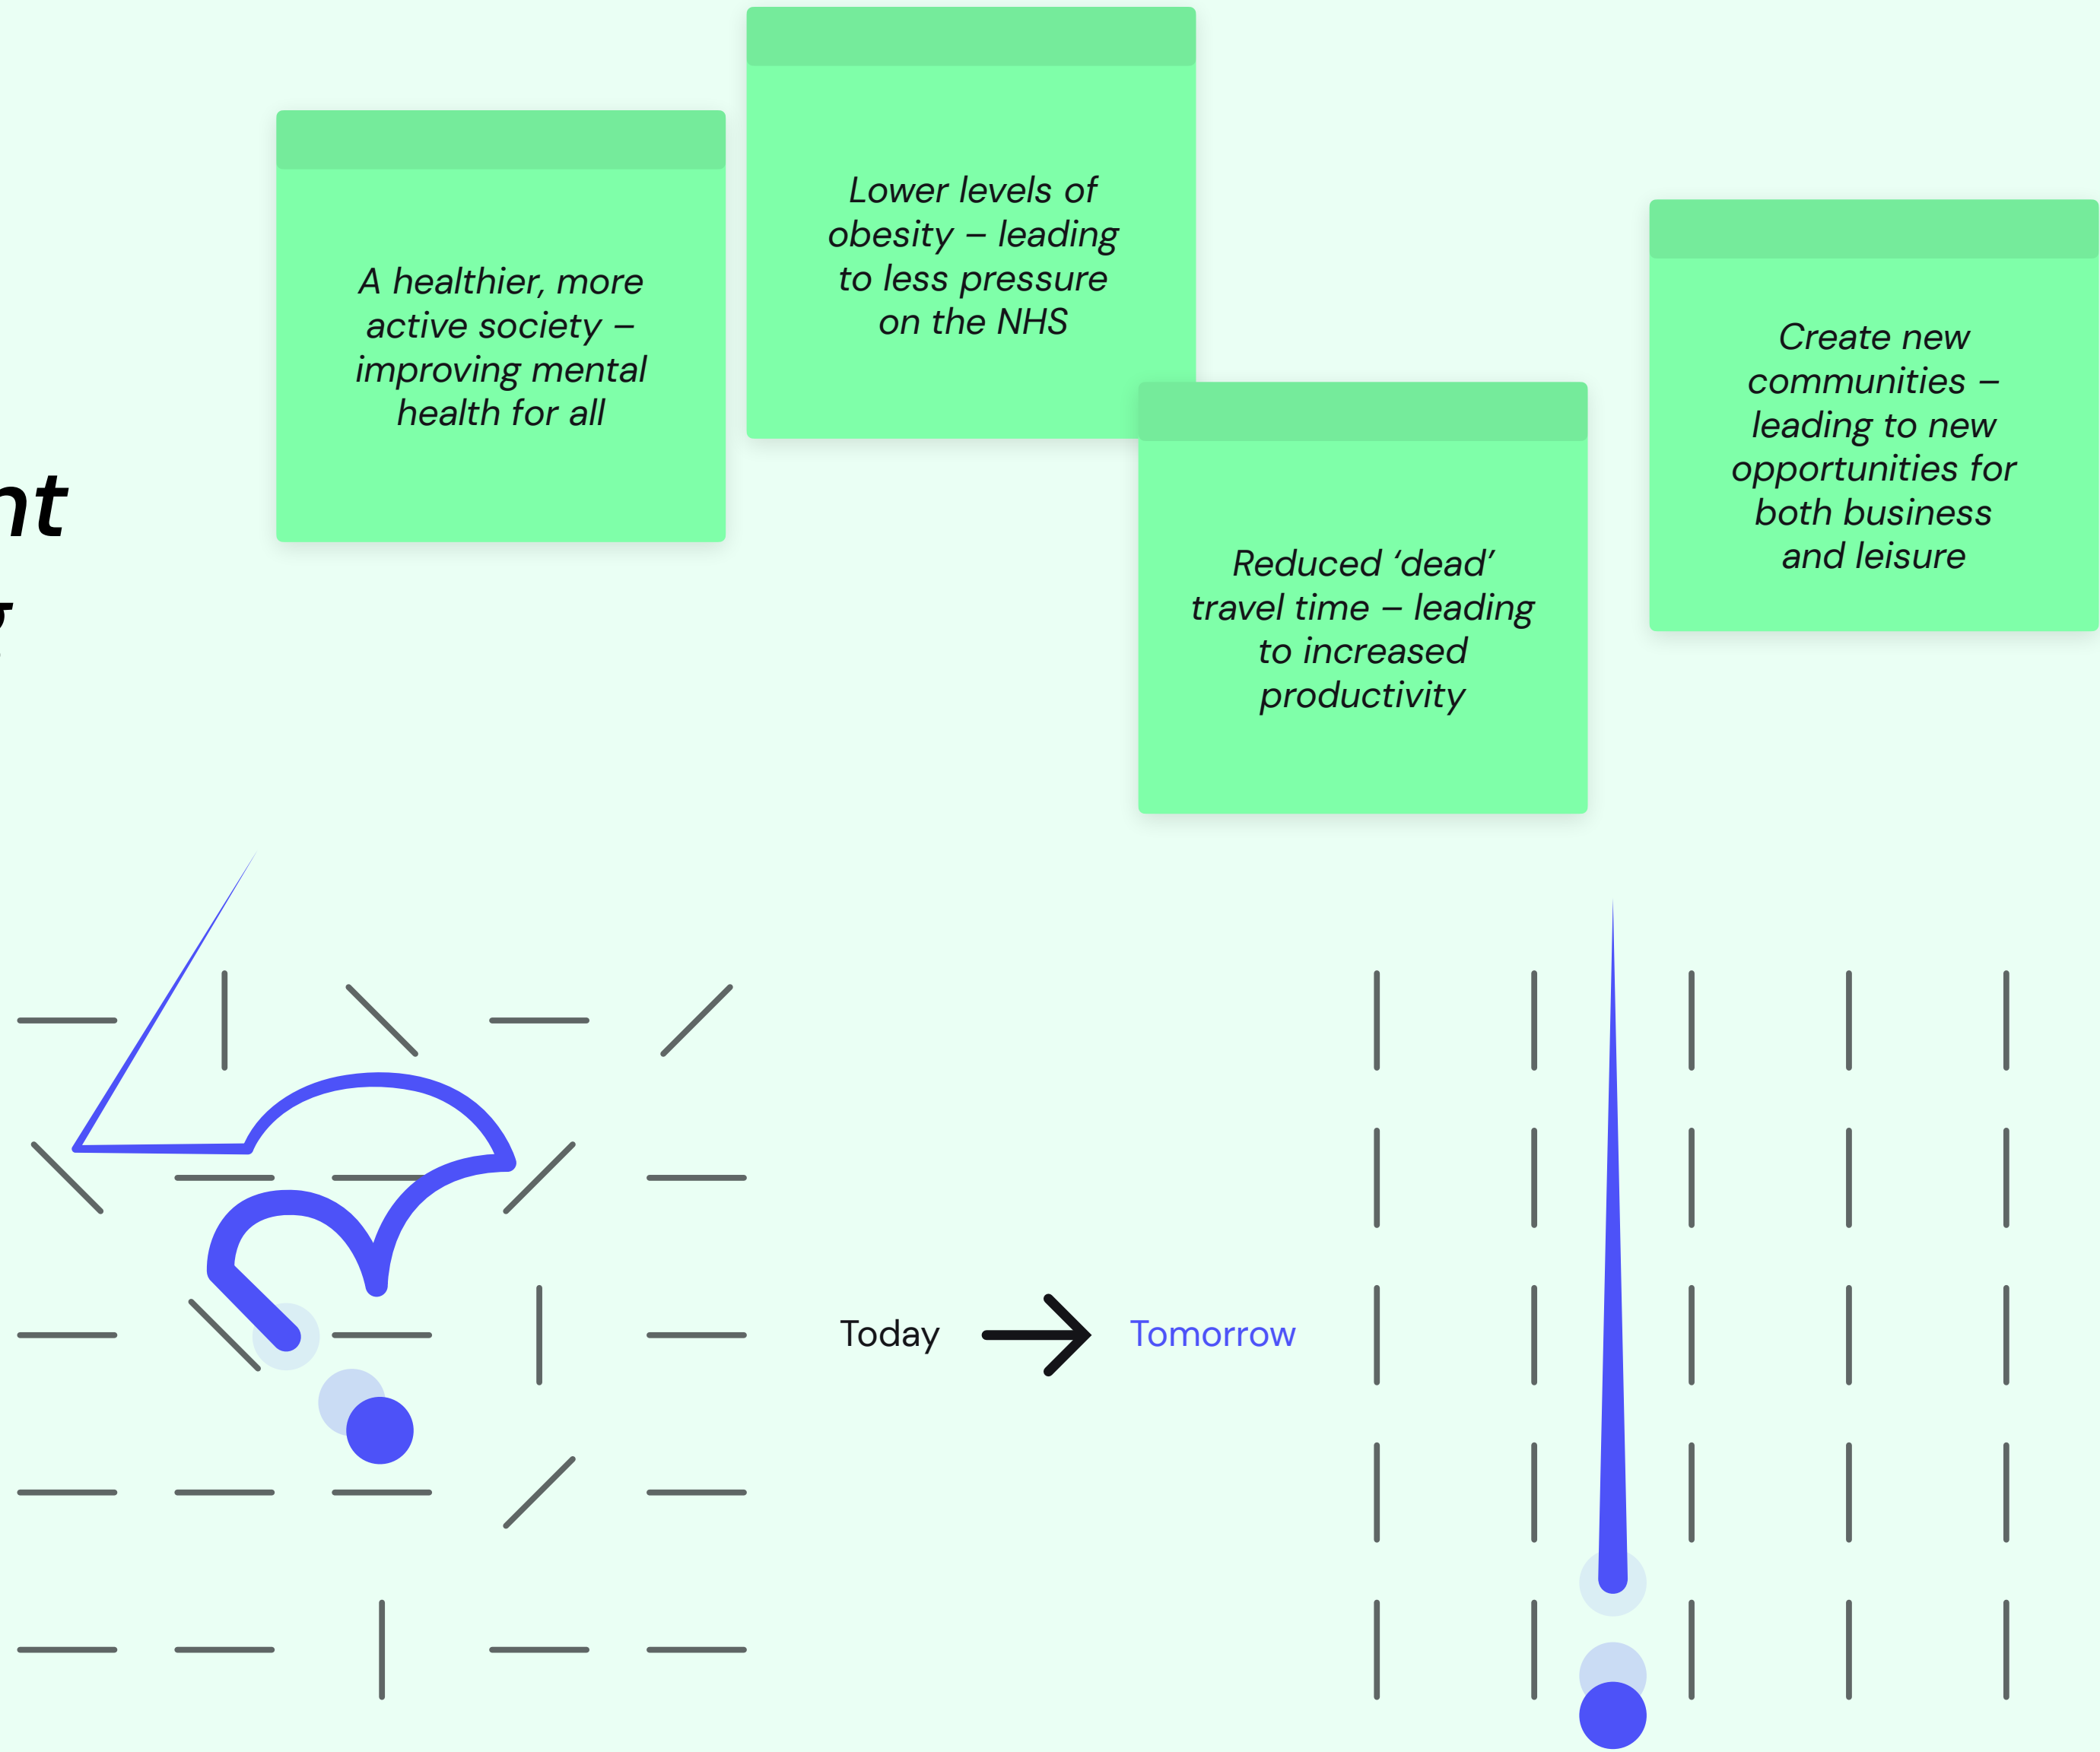 A healthier, more
active society –
improving mental
health for all
Lower levels of
obesity – leading
to less pressure
on the NHS
Reduced ‘dead’
travel time – leading
to increased
productivity
Create new
communities –
leading to new
opportunities for
both business
and leisure
nt
Today
Tomorrow